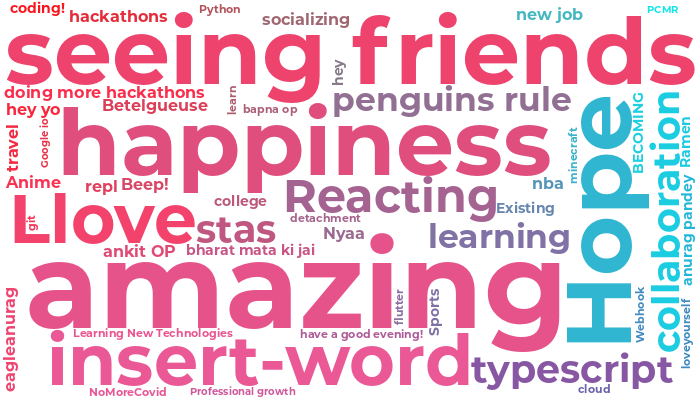 coding!
hackathons
Python
socializing
new job
PCMR
seeing friends
doing more hackathons
hey
learn
penguins rule
hey yo
Betelgueuse
bapna op
travel
Google io
happiness
minecraft
Hope
BECOMING
collaboration
Ramen
Anime
repl
Beep!
college
Reacting
nba
Existing
Llove
git
stas
detachment
Nyaa
learning
anurag pandey
ankit OP
bharat mata ki jai
amazing
eagleanurag
flutter
Sports
Webhook
loveyourself
Learning New Technologies
have a good evening!
insert-word
typescript
NoMoreCovid
Professional growth
cloud